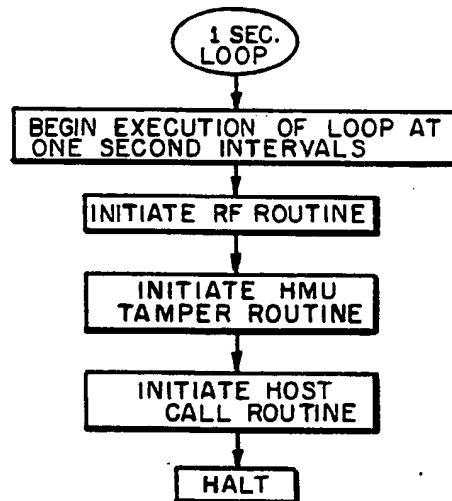 1 SEC.
LOOP
BEGIN EXECUTION OF LOOP AT
ONE SECOND INTERVALS
INITIATE RF ROUTINE
INITIATE HMU
TAMPER ROUTINE
INITIATE HOST
CALL ROUTINE
HALT